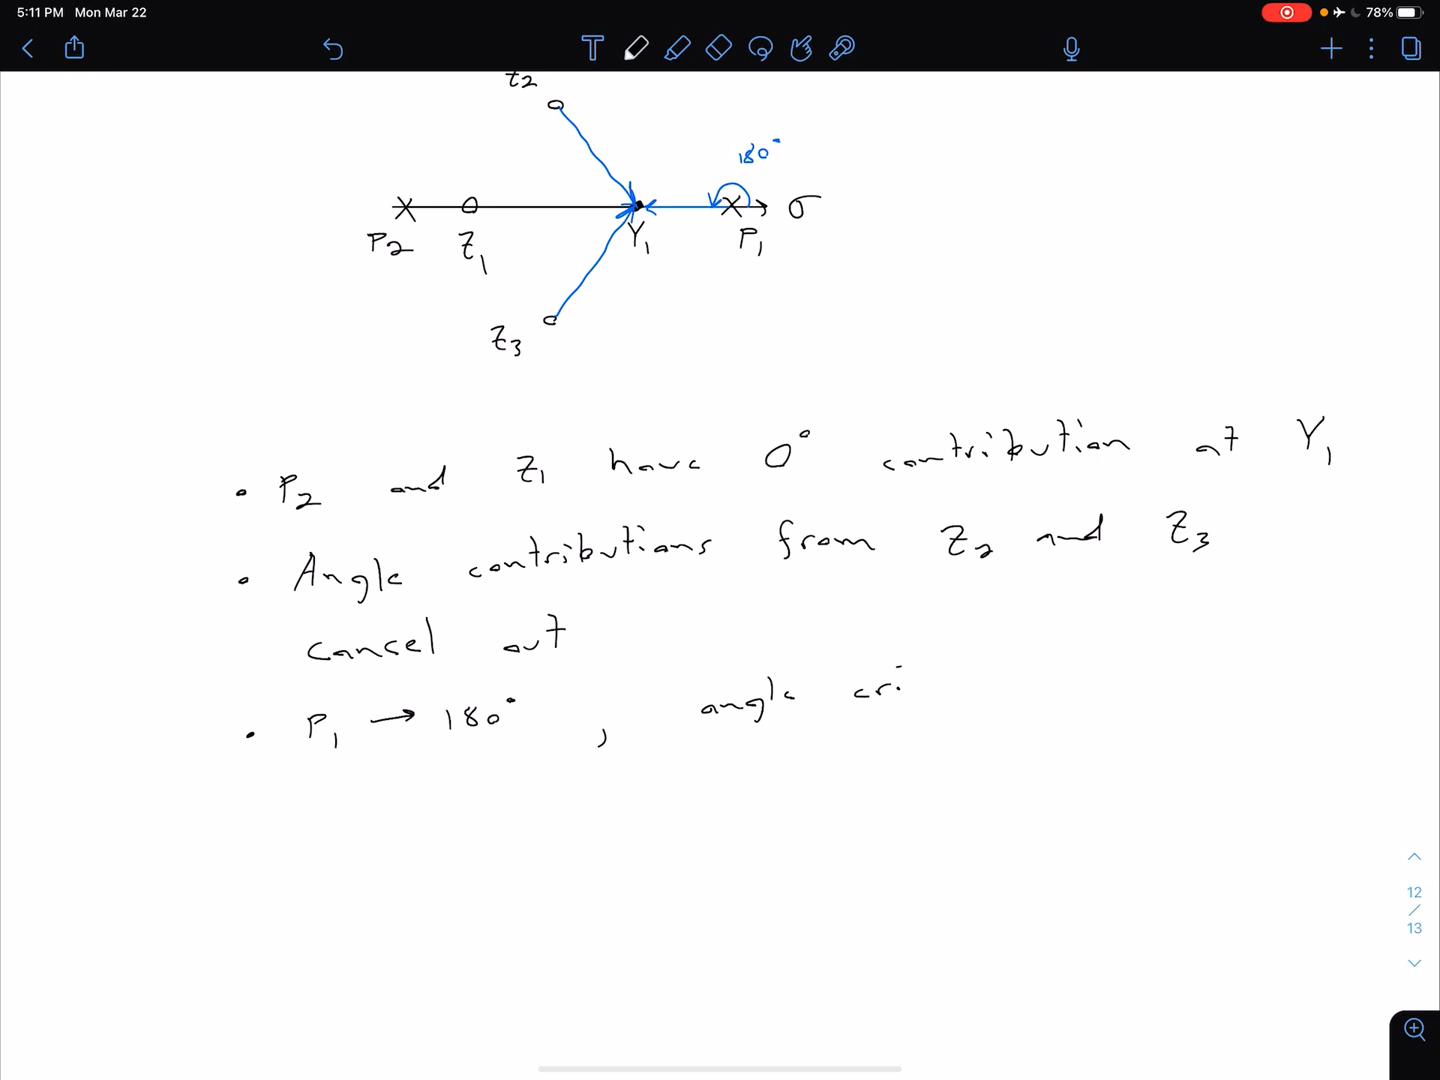 5:11 PM Mon Mar 22
78%
T
Z2
180°
σ
P2
Z1
Y1
P1
Z3
• P2 and Z1 have 0° contribution at Y1
• Angle contributions from Z2 and Z3
cancel out
• P1 → 180°, angle cri
12
/
13